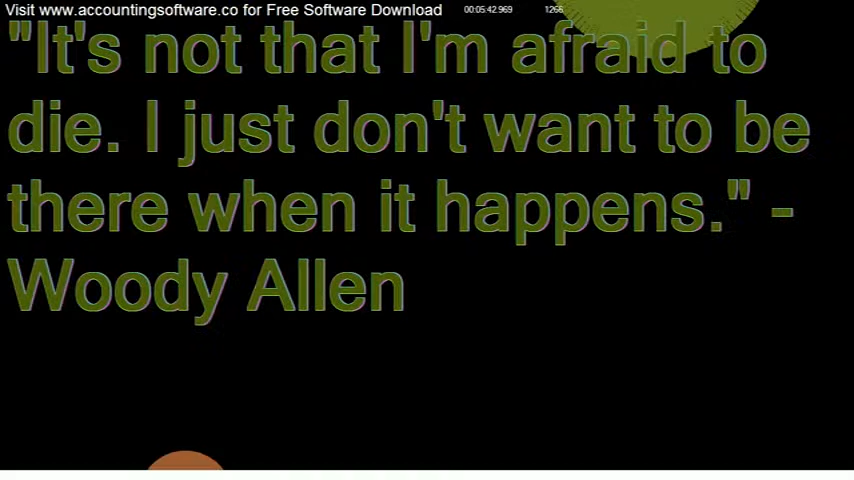 Visit www.accountingsoftware.co for Free Software Download 00:05:42.969 1266
"It's not that I'm afraid to
die. I just don't want to be
there when it happens." -
Woody Allen